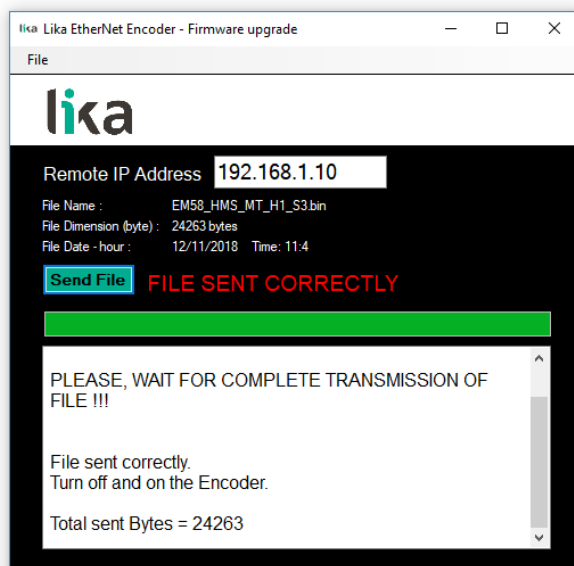 lika Lika EtherNet Encoder - Firmware upgrade
File
lika
Remote IP Address 192.168.1.10
File Name : EM58_HMS_MT_H1_S3.bin
File Dimension (byte) : 24263 bytes
File Date - hour : 12/11/2018 Time: 11:4
Send File FILE SENT CORRECTLY
PLEASE, WAIT FOR COMPLETE TRANSMISSION OF
FILE !!!
File sent correctly.
Turn off and on the Encoder.
Total sent Bytes = 24263